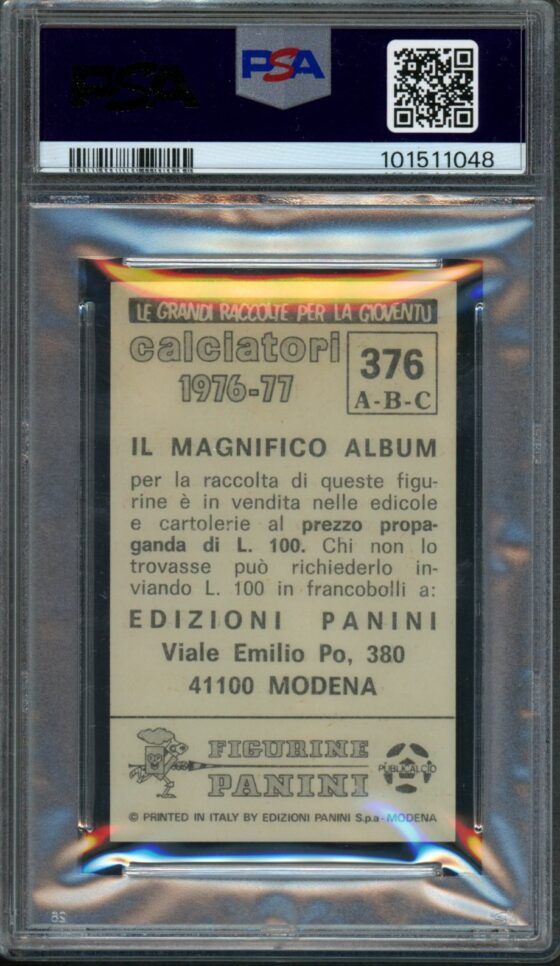 PSA
PSA
101511048
LE GRANDI RACCOLTE PER LA GIOVENTU
calciatori
1976-77
376
A-B-C
IL MAGNIFICO ALBUM
per la raccolta di queste figu-
rine è in vendita nelle edicole
e cartolerie al prezzo propa-
ganda di L. 100. Chi non lo
trovasse può richiederlo in-
viando L. 100 in francobolli a:
EDIZIONI PANINI
Viale Emilio Po, 380
41100 MODENA
FIGURINE
PANINI
PUBLICALCIO
© PRINTED IN ITALY BY EDIZIONI PANINI S.p.a - MODENA